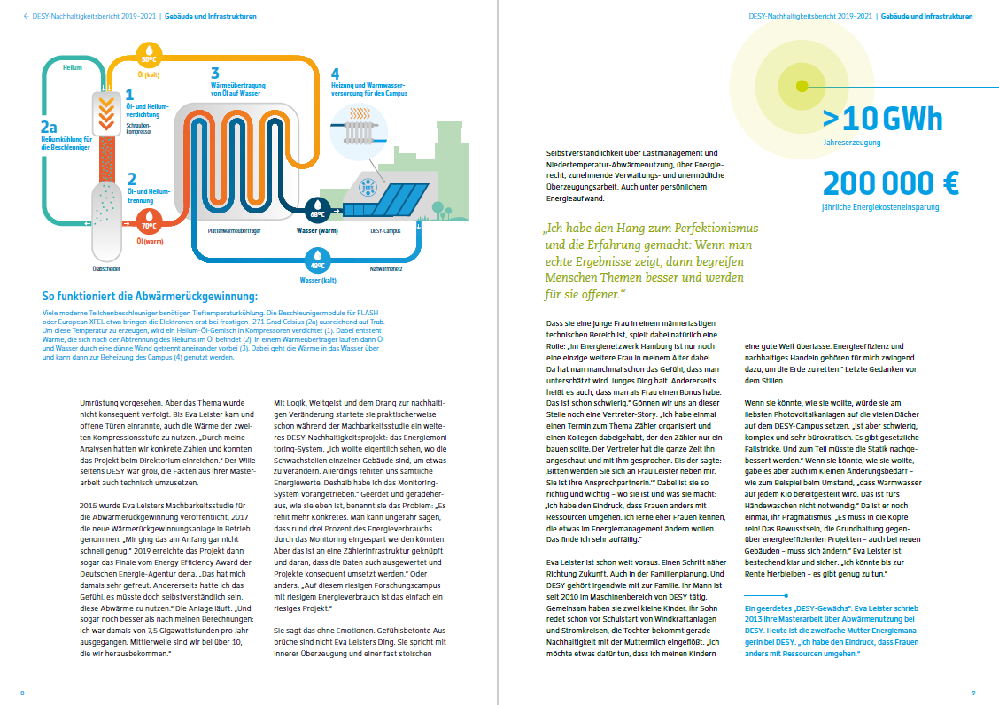 ← DESY-Nachhaltigkeitsbericht 2019–2021 | Gebäude und Infrastrukturen
Helium
50°C
Öl (kalt)
1
Öl- und Helium-
verdichtung
Schrauben-
kompressor
2a
Heliumkühlung für
die Beschleuniger
2
Öl- und Helium-
trennung
70°C
Öl (warm)
Ölabscheider
3
Wärmeübertragung
von Öl auf Wasser
Plattenwärmeübertrager
4
Heizung und Warmwasser-
versorgung für den Campus
68°C
Wasser (warm)
DESY-Campus
48°C
Wasser (kalt)
Nahwärmenetz
So funktioniert die Abwärmerückgewinnung:
Viele moderne Teilchenbeschleuniger benötigen Tieftemperaturkühlung. Die Beschleunigermodule für FLASH
oder European XFEL etwa bringen die Elektronen erst bei frostigen -271 Grad Celsius (2a) ausreichend auf Trab.
Um diese Temperatur zu erzeugen, wird ein Helium-Öl-Gemisch in Kompressoren verdichtet (1). Dabei entsteht
Wärme, die sich nach der Abtrennung des Heliums im Öl befindet (2). In einem Wärmeübertrager laufen dann Öl
und Wasser durch eine dünne Wand getrennt aneinander vorbei (3). Dabei geht die Wärme in das Wasser über
und kann dann zur Beheizung des Campus (4) genutzt werden.
Umrüstung vorgesehen. Aber das Thema wurde
nicht konsequent verfolgt. Bis Eva Leister kam und
offene Türen einrannte, auch die Wärme der zwei-
ten Kompressionsstufe zu nutzen. „Durch meine
Analysen hatten wir konkrete Zahlen und konnten
das Projekt beim Direktorium einreichen.“ Der Wille
seitens DESY war groß, die Fakten aus ihrer Master-
arbeit auch technisch umzusetzen.
2015 wurde Eva Leisters Machbarkeitsstudie für
die Abwärmerückgewinnung veröffentlicht, 2017
die neue Wärmerückgewinnungsanlage in Betrieb
genommen. „Mir ging das am Anfang gar nicht
schnell genug.“ 2019 erreichte das Projekt dann
sogar das Finale vom Energy Efficiency Award der
Deutschen Energie-Agentur dena. „Das hat mich
damals sehr gefreut. Andererseits hatte ich das
Gefühl, es müsste doch selbstverständlich sein,
diese Abwärme zu nutzen.“ Die Anlage läuft. „Und
sogar noch besser als nach meinen Berechnungen:
Ich war damals von 7,5 Gigawattstunden pro Jahr
ausgegangen. Mittlerweile sind wir bei über 10,
die wir herausbekommen.“
Mit Logik, Weitgeist und dem Drang zur nachhalti-
gen Veränderung startete sie praktischerweise
schon während der Machbarkeitsstudie ein weite-
res DESY-Nachhaltigkeitsprojekt: das Energiemoni-
toring-System. „Ich wollte eigentlich sehen, wo die
Schwachstellen einzelner Gebäude sind, um etwas
zu verändern. Allerdings fehlten uns sämtliche
Energiewerte. Deshalb habe ich das Monitoring-
System vorangetrieben.“ Geerdet und geradeher-
aus, wie sie eben ist, benennt sie das Problem: „Es
fehlt mehr Konkretes. Man kann ungefähr sagen,
dass rund drei Prozent des Energieverbrauchs
durch das Monitoring eingespart werden könnten.
Aber das ist an eine Zählerinfrastruktur geknüpft
und daran, dass die Daten auch ausgewertet und
Projekte konsequent umsetzt werden.“ Oder
anders: „Auf diesem riesigen Forschungscampus
mit riesigem Energieverbrauch ist das einfach ein
riesiges Projekt.“
Sie sagt das ohne Emotionen. Gefühlsbetonte Aus-
brüche sind nicht Eva Leisters Ding. Sie spricht mit
innerer Überzeugung und einer fast stoischen
8
DESY-Nachhaltigkeitsbericht 2019–2021 | Gebäude und Infrastrukturen
>10 GWh
Jahreserzeugung
200 000 €
jährliche Energiekosteneinsparung
Selbstverständlichkeit über Lastmanagement und
Niedertemperatur-Abwärmenutzung, über Energie-
recht, zunehmende Verwaltungs- und unermüdliche
Überzeugungsarbeit. Auch unter persönlichem
Energieaufwand.
„Ich habe den Hang zum Perfektionismus
und die Erfahrung gemacht: Wenn man
echte Ergebnisse zeigt, dann begreifen
Menschen Themen besser und werden
für sie offener.“
Dass sie eine junge Frau in einem männerlastigen
technischen Bereich ist, spielt dabei natürlich eine
Rolle: „Im Energienetzwerk Hamburg ist nur noch
eine einzige weitere Frau in meinem Alter dabei.
Da hat man manchmal schon das Gefühl, dass man
unterschätzt wird. Junges Ding halt. Andererseits
heißt es auch, dass man als Frau einen Bonus habe.
Das ist schon schwierig.“ Gönnen wir uns an dieser
Stelle noch eine Vertreter-Story: „Ich habe einmal
einen Termin zum Thema Zähler organisiert und
einen Kollegen dabeigehabt, der den Zähler nur ein-
bauen sollte. Der Vertreter hat die ganze Zeit ihn
angeschaut und mit ihm gesprochen. Bis der sagte:
‚Bitten wenden Sie sich an Frau Leister neben mir.
Sie ist Ihre Ansprechpartnerin.‘“ Dabei ist sie so
richtig und wichtig – wo sie ist und was sie macht:
„Ich habe den Eindruck, dass Frauen anders mit
Ressourcen umgehen. Ich lerne eher Frauen kennen,
die etwas im Energiemanagement ändern wollen.
Das finde ich sehr auffällig.“
Eva Leister ist schon weit voraus. Einen Schritt näher
Richtung Zukunft. Auch in der Familienplanung. Und
DESY gehört irgendwie mit zur Familie. Ihr Mann ist
seit 2010 im Maschinenbereich von DESY tätig.
Gemeinsam haben sie zwei kleine Kinder. Ihr Sohn
redet schon vor Schulstart von Windkraftanlagen
und Stromkreisen, die Tochter bekommt gerade
Nachhaltigkeit mit der Muttermilch eingeflößt. „Ich
möchte etwas dafür tun, dass ich meinen Kindern
eine gute Welt überlasse. Energieeffizienz und
nachhaltiges Handeln gehören für mich zwingend
dazu, um die Erde zu retten.“ Letzte Gedanken vor
dem Stillen.
Wenn sie könnte, wie sie wollte, würde sie am
liebsten Photovoltaikanlagen auf die vielen Dächer
auf dem DESY-Campus setzen. „Ist aber schwierig,
komplex und sehr bürokratisch. Es gibt gesetzliche
Fallstricke. Und zum Teil müsste die Statik nachge-
bessert werden.“ Wenn sie könnte, wie sie wollte,
gäbe es aber auch im Kleinen Änderungsbedarf –
wie zum Beispiel beim Umstand, „dass Warmwasser
auf jedem Klo bereitgestellt wird. Das ist fürs
Händewaschen nicht notwendig.“ Da ist er noch
einmal, ihr Pragmatismus. „Es muss in die Köpfe
rein! Das Bewusstsein, die Grundhaltung gegen-
über energieeffizienten Projekten – auch bei neuen
Gebäuden – muss sich ändern.“ Eva Leister ist
bestechend klar und sicher: „Ich könnte bis zur
Rente hierbleiben – es gibt genug zu tun.“
Ein geerdetes „DESY-Gewächs“: Eva Leister schrieb
2013 ihre Masterarbeit über Abwärmenutzung bei
DESY. Heute ist die zweifache Mutter Energiemana-
gerin bei DESY. „Ich habe den Eindruck, dass Frauen
anders mit Ressourcen umgehen.“
9